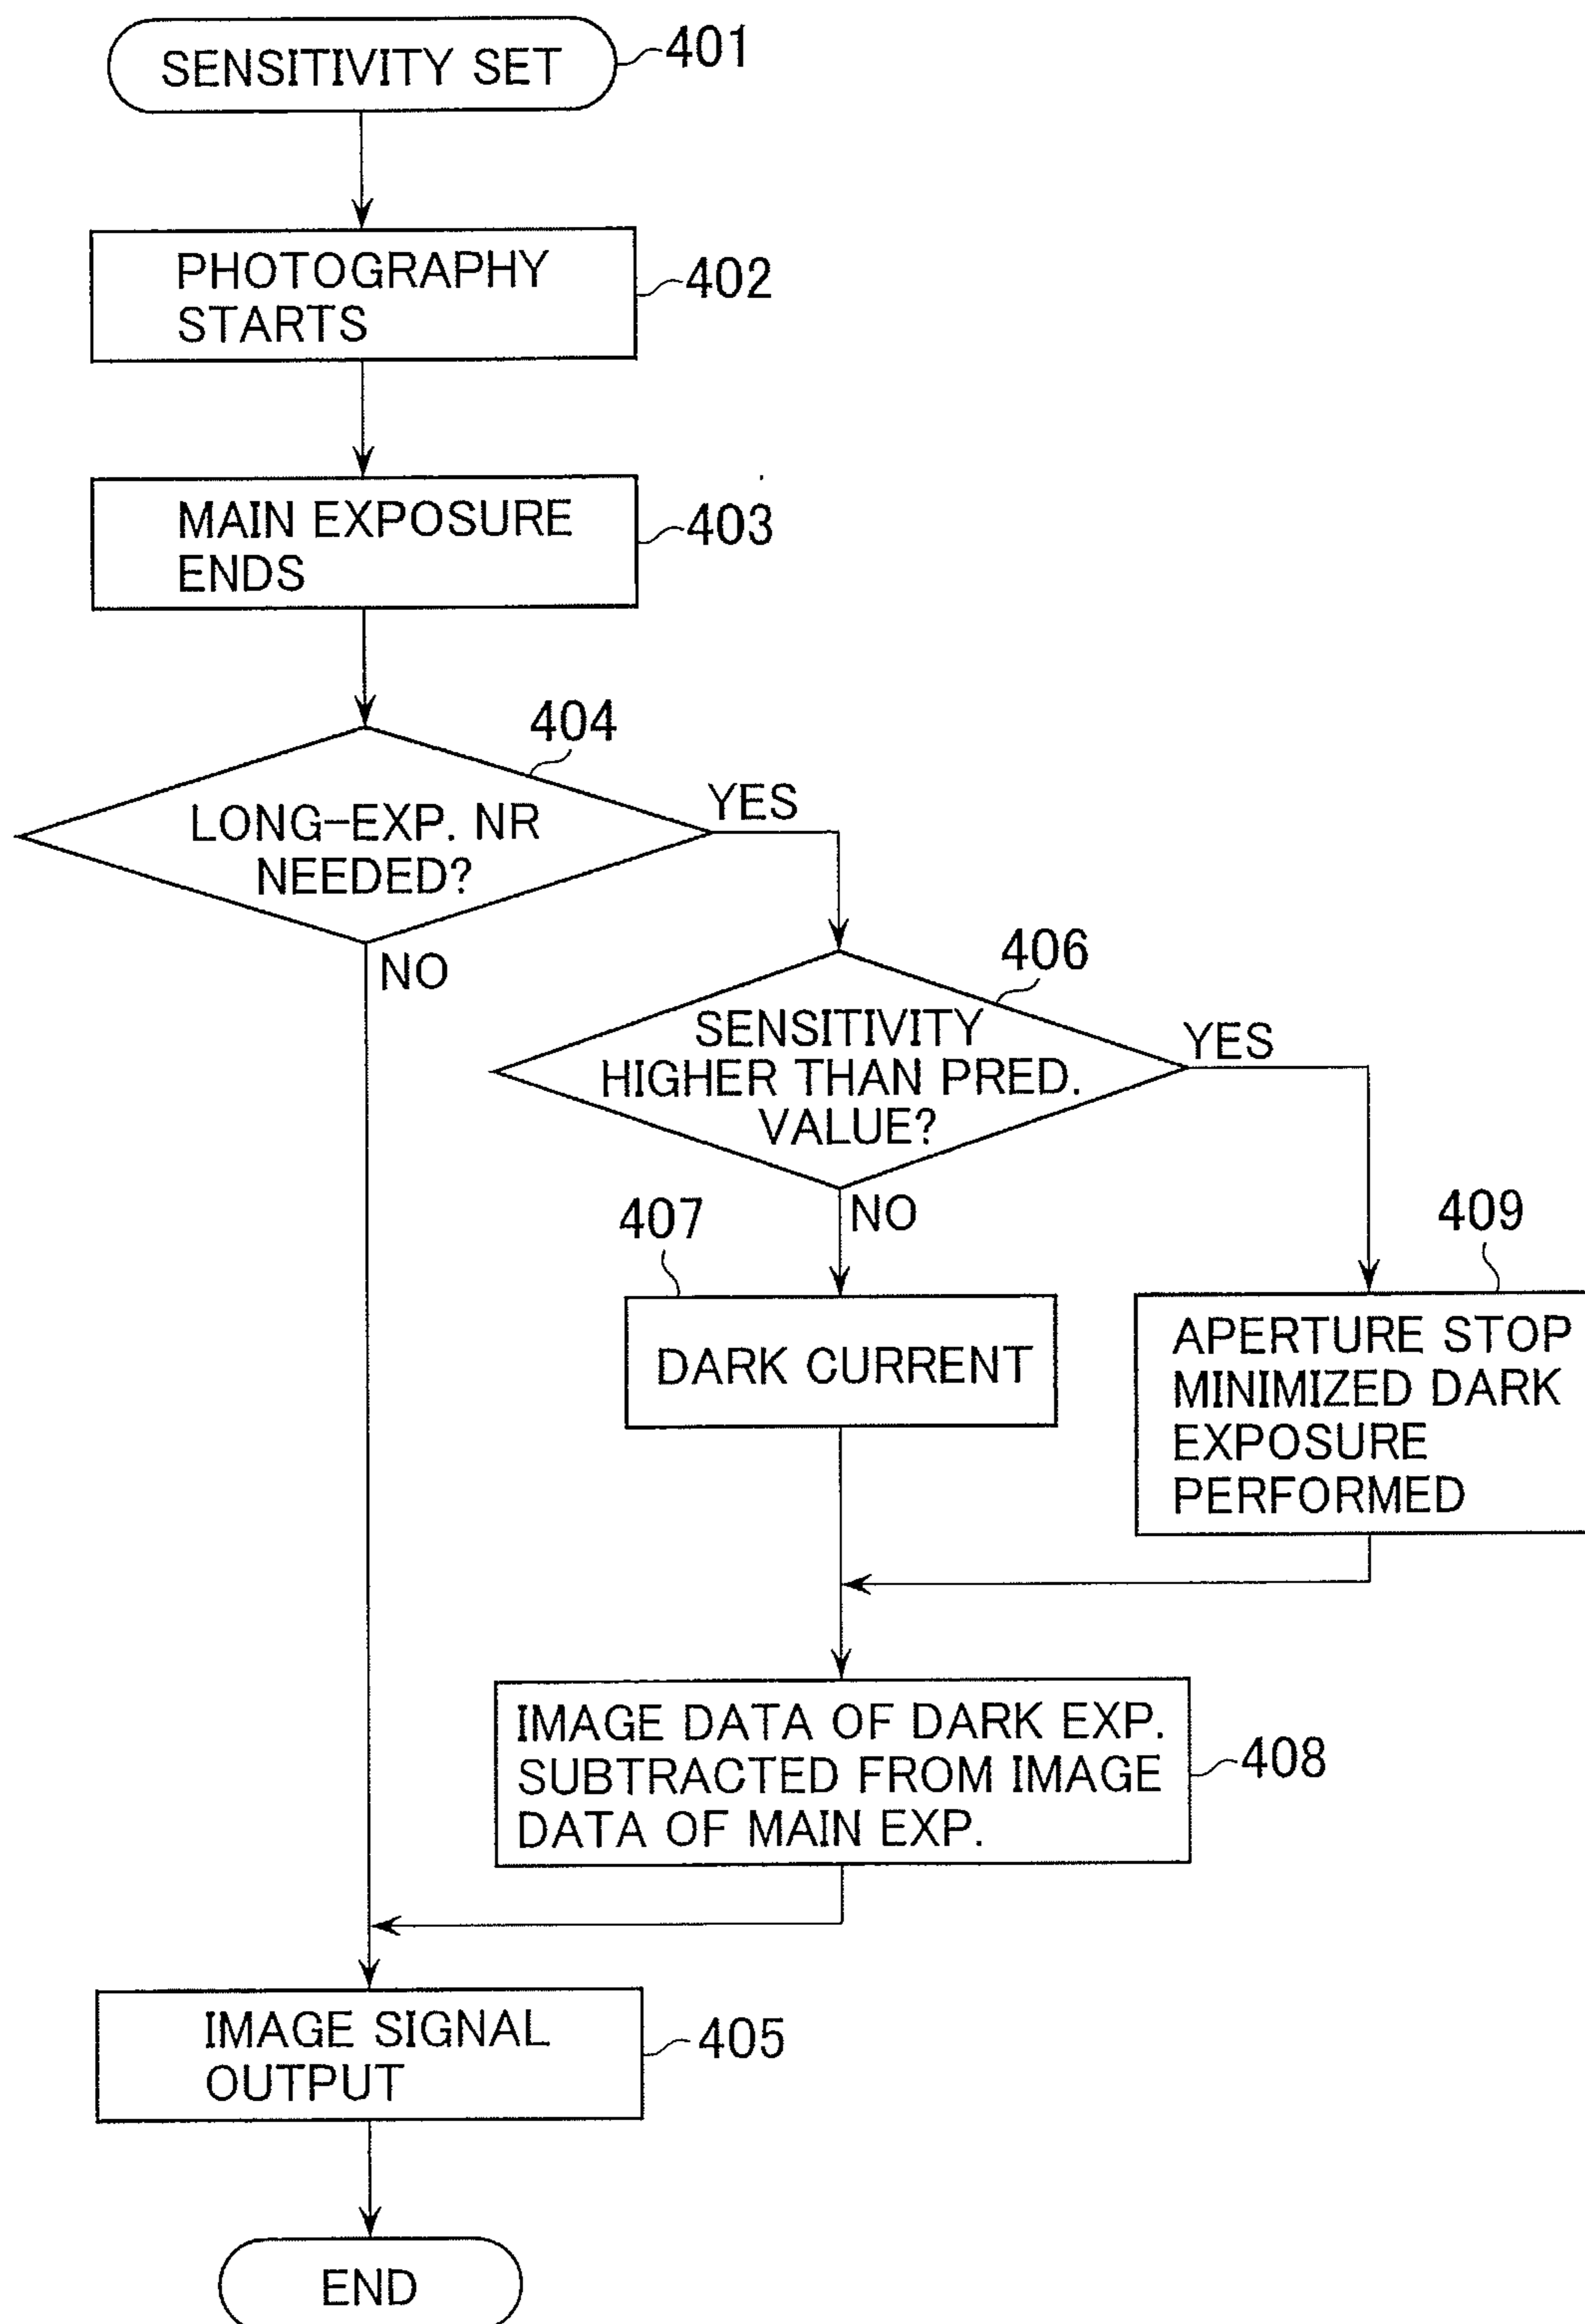 SENSITIVITY SET
401
PHOTOGRAPHY
STARTS
402
MAIN EXPOSURE
ENDS
403
404
LONG-EXP. NR
NEEDED?
YES
NO
406
SENSITIVITY
HIGHER THAN PRED.
VALUE?
YES
NO
407
DARK CURRENT
409
APERTURE STOP
MINIMIZED DARK
EXPOSURE
PERFORMED
IMAGE DATA OF DARK EXP.
SUBTRACTED FROM IMAGE
DATA OF MAIN EXP.
408
IMAGE SIGNAL
OUTPUT
405
END